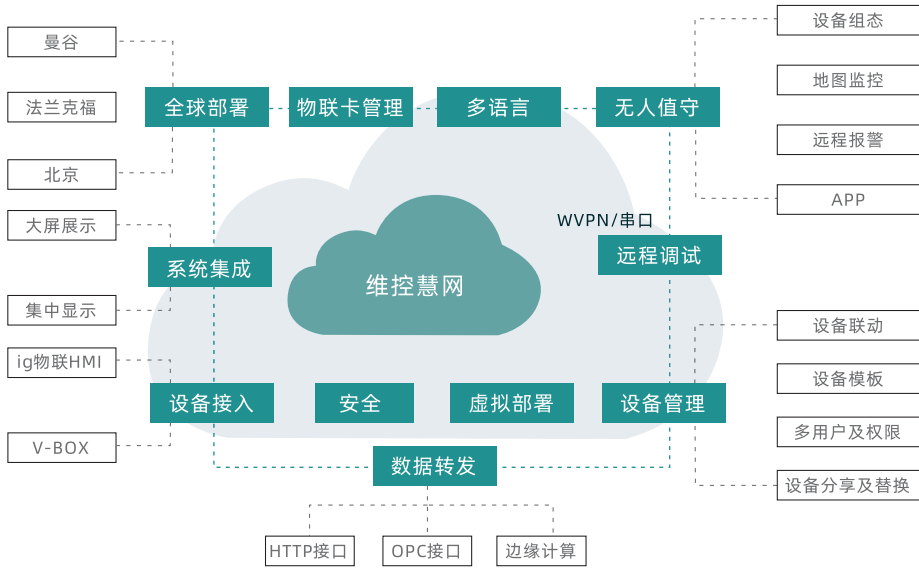 设备组态
曼谷
地图监控
法兰克福
全球部署
物联卡管理
多语言
无人值守
远程报警
北京
APP
大屏展示
WVPN/串口
系统集成
远程调试
维控慧网
集中显示
设备联动
ig物联HMI
设备模板
设备接入
安全
虚拟部署
设备管理
多用户及权限
V-BOX
数据转发
设备分享及替换
HTTP接口
OPC接口
边缘计算